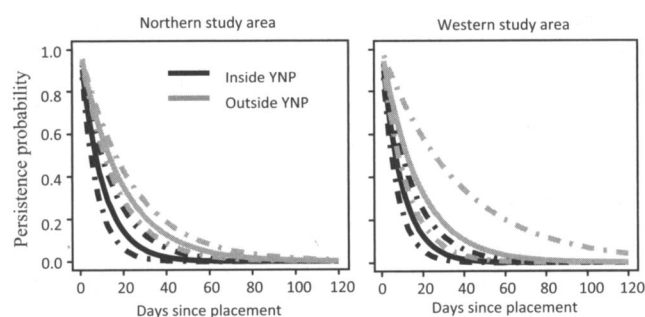 Northern study area
Western study area
Persistence probability
1.0
0.8
0.6
0.4
0.2
0.0
Inside YNP
Outside YNP
0 20 40 60 80 100 120
0 20 40 60 80 100 120
Days since placement
Days since placement